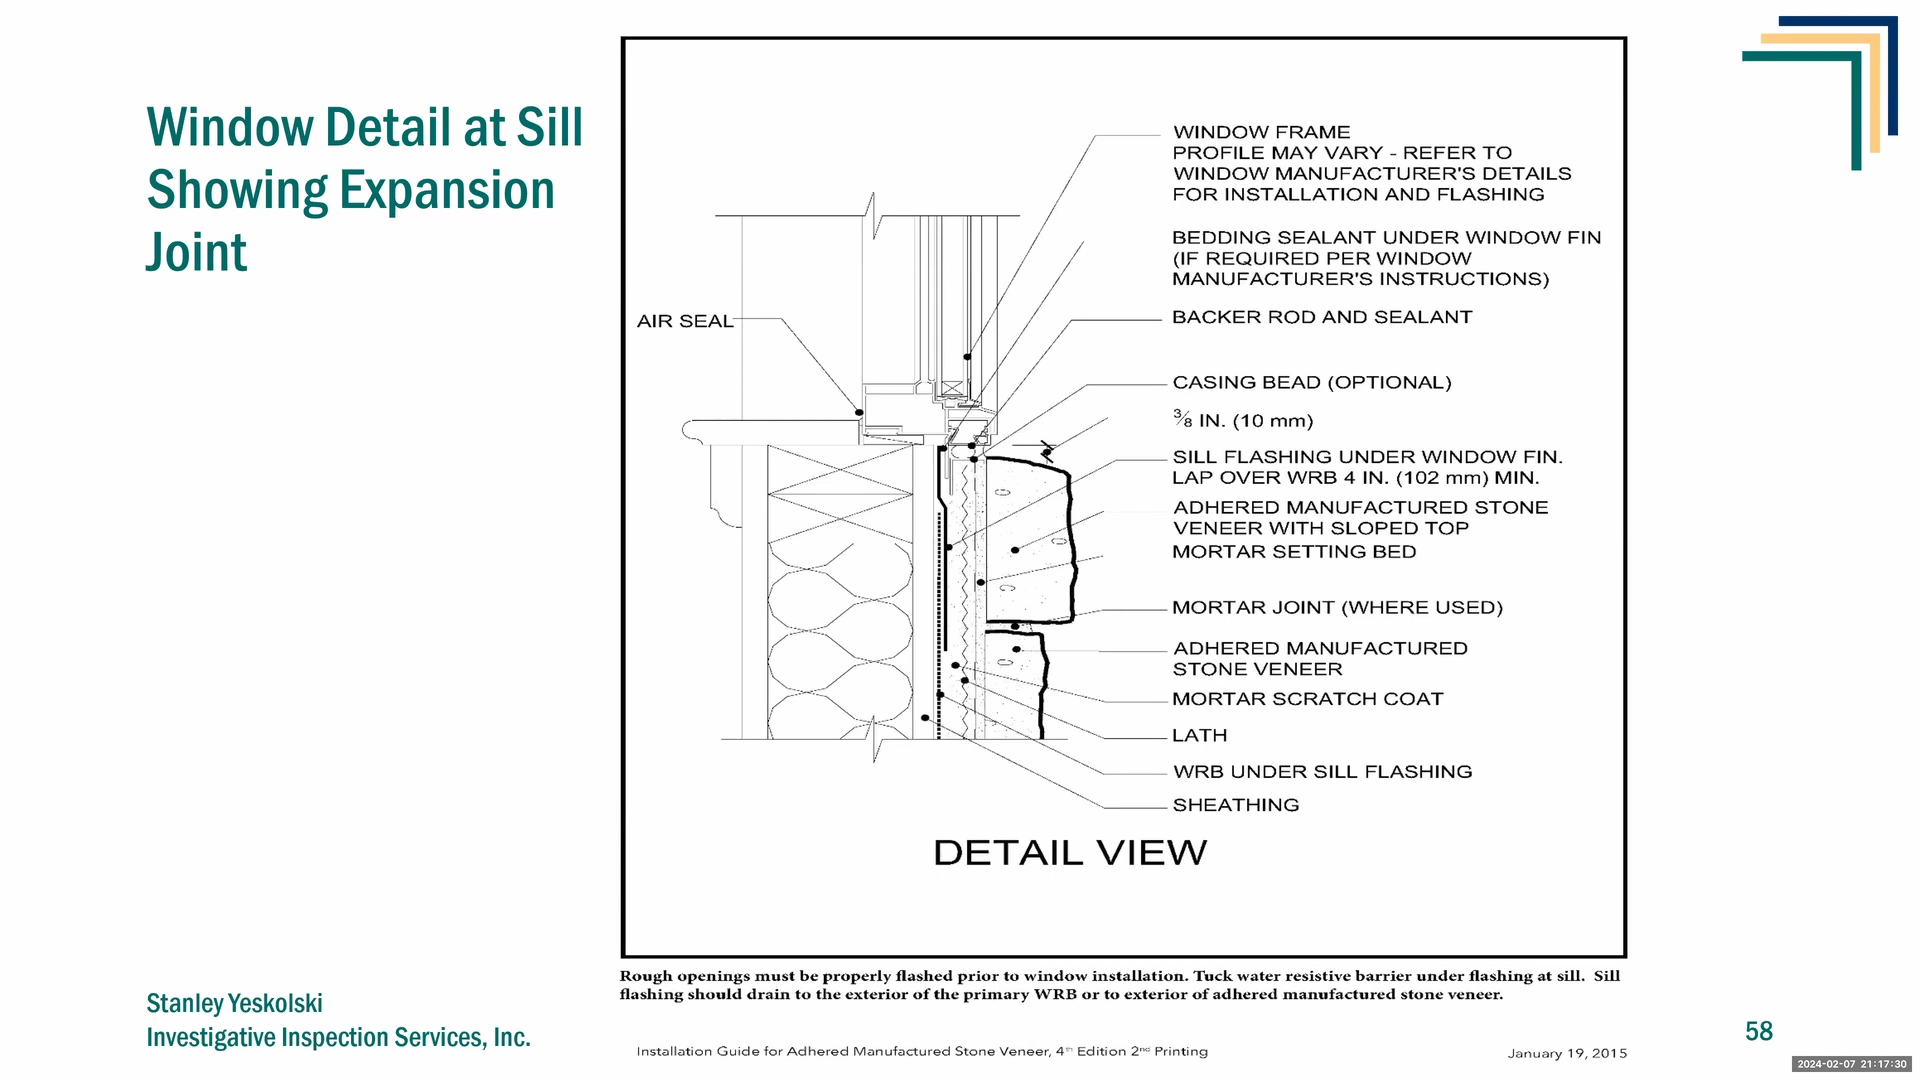 Window Detail at Sill
Showing Expansion
Joint
WINDOW FRAME
PROFILE MAY VARY - REFER TO
WINDOW MANUFACTURER'S DETAILS
FOR INSTALLATION AND FLASHING
BEDDING SEALANT UNDER WINDOW FIN
(IF REQUIRED PER WINDOW
MANUFACTURER'S INSTRUCTIONS)
AIR SEAL
BACKER ROD AND SEALANT
CASING BEAD (OPTIONAL)
3/8 IN. (10 mm)
SILL FLASHING UNDER WINDOW FIN.
LAP OVER WRB 4 IN. (102 mm) MIN.
ADHERED MANUFACTURED STONE
VENEER WITH SLOPED TOP
MORTAR SETTING BED
MORTAR JOINT (WHERE USED)
ADHERED MANUFACTURED
STONE VENEER
MORTAR SCRATCH COAT
LATH
WRB UNDER SILL FLASHING
SHEATHING
DETAIL VIEW
Rough openings must be properly flashed prior to window installation. Tuck water resistive barrier under flashing at sill. Sill
flashing should drain to the exterior of the primary WRB or to exterior of adhered manufactured stone veneer.
Stanley Yeskolski
Investigative Inspection Services, Inc.
Installation Guide for Adhered Manufactured Stone Veneer, 4th Edition 2nd Printing
January 19, 2015
58
2024-02-07 21:17:30